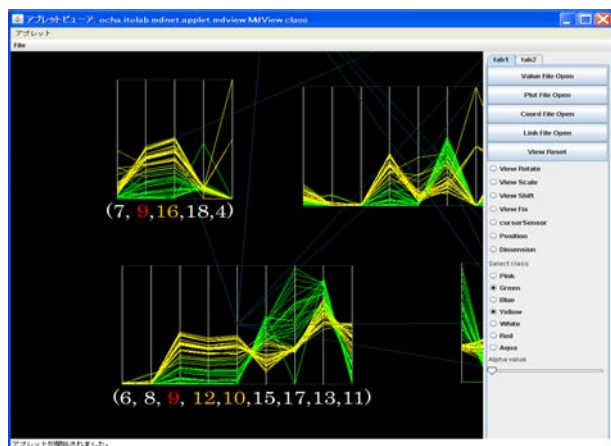 アプレットビューア: ocha.itolab.mdnet.applet.mdview.MdView.class
アプレット
File
tab1 tab2
Value File Open
Plot File Open
Coord File Open
Link File Open
View Reset
View Rotate
View Scale
View Shift
View Fix
cursorSensor
Position
Dimension
Select class
Pink
Green
Blue
Yellow
White
Red
Aqua
Alpha value
(7, 9,16,18,4)
(6, 8, 9, 12,10,15,17,13,11)
アプレットが開始されました。